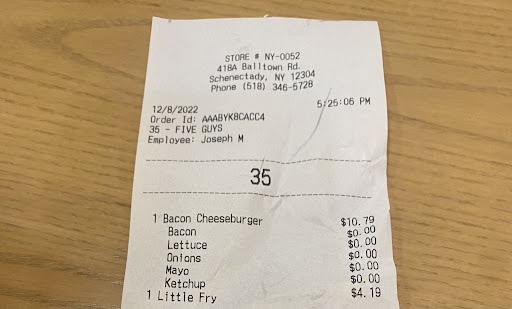 STORE # NY-0052
418A Balltown Rd.
Schenectady, NY 12304
Phone (518) 346-5728
12/8/2022 5:25:06 PM
Order Id: AAABYK8CACC4
35 - FIVE GUYS
Employee: Joseph M
35
1 Bacon Cheeseburger $10.79
Bacon $0.00
Lettuce $0.00
Onions $0.00
Mayo $0.00
Ketchup $0.00
1 Little Fry $4.19